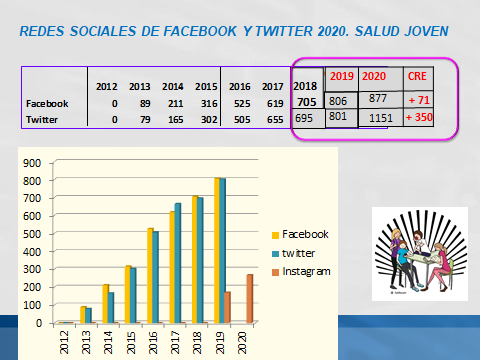 REDES SOCIALES DE FACEBOOK Y TWITTER 2020. SALUD JOVEN
2012 2013 2014 2015 2016 2017 2018 2019 2020 CRE
Facebook 0 89 211 316 525 619 705 806 877 + 71
Twitter 0 79 165 302 505 655 695 801 1151 + 350
900
800
700
600
500
400
300
200
100
0
2012 2013 2014 2015 2016 2017 2018 2019 2020
Facebook
twitter
Instagram